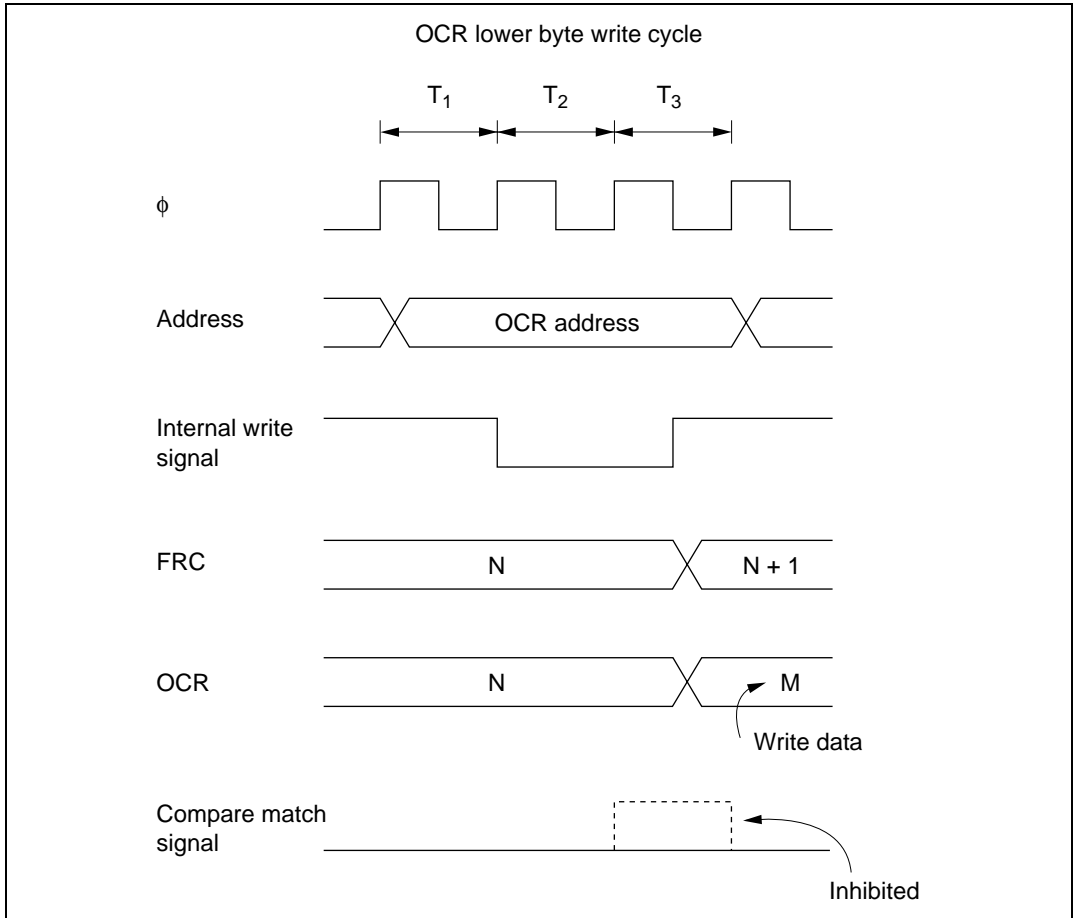 OCR lower byte write cycle
T1 T2 T3
ϕ
Address
OCR address
Internal write
signal
FRC
N
N + 1
OCR
N
M
Write data
Compare match
signal
Inhibited